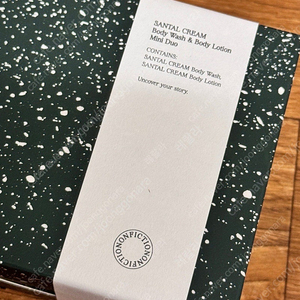 SANTAL CREAM
Body Wash & Body Lotion
Mini Duo
CONTAINS:
SANTAL CREAM Body Wash,
SANTAL CREAM Body Lotion
Uncover your story.
NONFICTIONONFICTIO